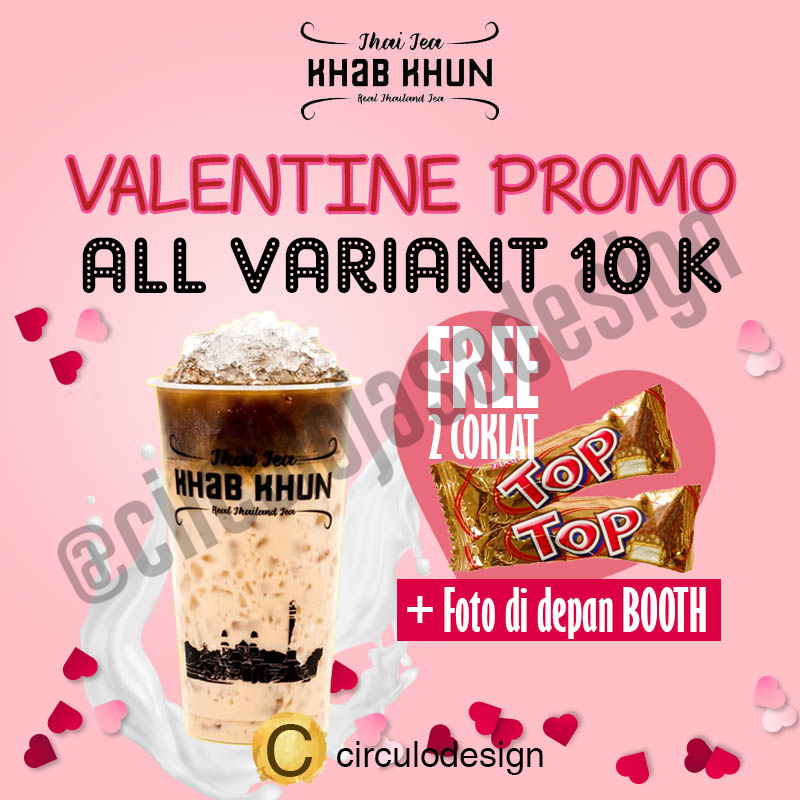 Thai Tea
KHaB KHUN
Real Thailand Tea
VALENTINE PROMO
ALL VARIANT 10 K
FREE
2 COKLAT
Thai Tea
KHaB KHUN
Real Thailand Tea
TOP
TOP
+ Foto di depan BOOTH
C circulodesign